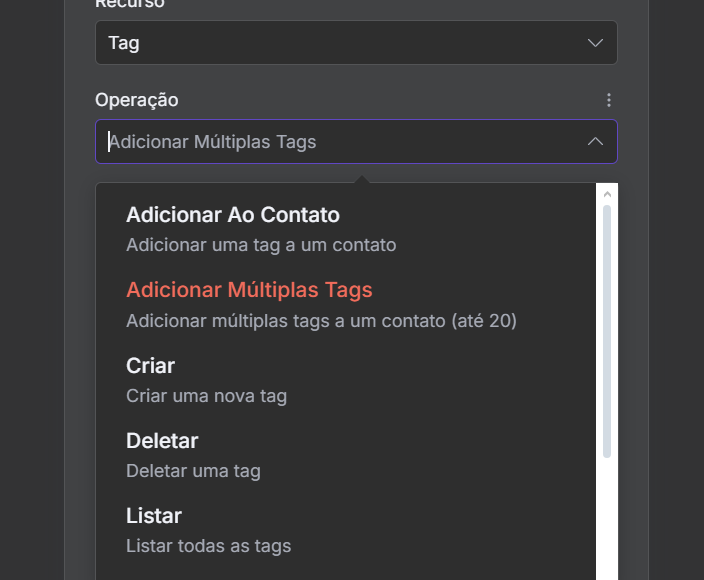 Recurso
Tag
Operação
Adicionar Múltiplas Tags
Adicionar Ao Contato
Adicionar uma tag a um contato
Adicionar Múltiplas Tags
Adicionar múltiplas tags a um contato (até 20)
Criar
Criar uma nova tag
Deletar
Deletar uma tag
Listar
Listar todas as tags